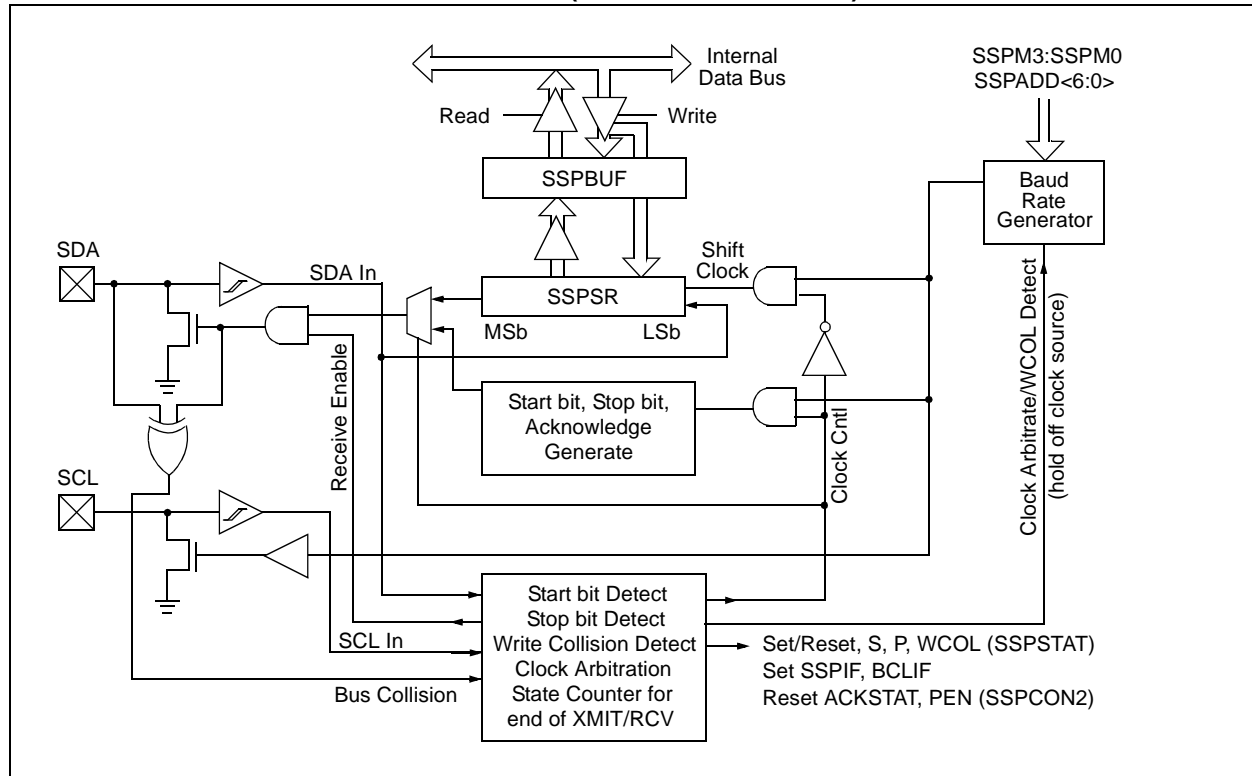 Internal
Data Bus
SSPM3:SSPM0
SSPADD<6:0>
Read
Write
SSPBUF
Baud
Rate
Generator
SDA
SDA In
Shift
Clock
SSPSR
MSb
LSb
Start bit, Stop bit,
Acknowledge
Generate
Receive Enable
Clock Cntl
Clock Arbitrate/WCOL Detect
(hold off clock source)
SCL
SCL In
Bus Collision
Start bit Detect
Stop bit Detect
Write Collision Detect
Clock Arbitration
State Counter for
end of XMIT/RCV
Set/Reset, S, P, WCOL (SSPSTAT)
Set SSPIF, BCLIF
Reset ACKSTAT, PEN (SSPCON2)